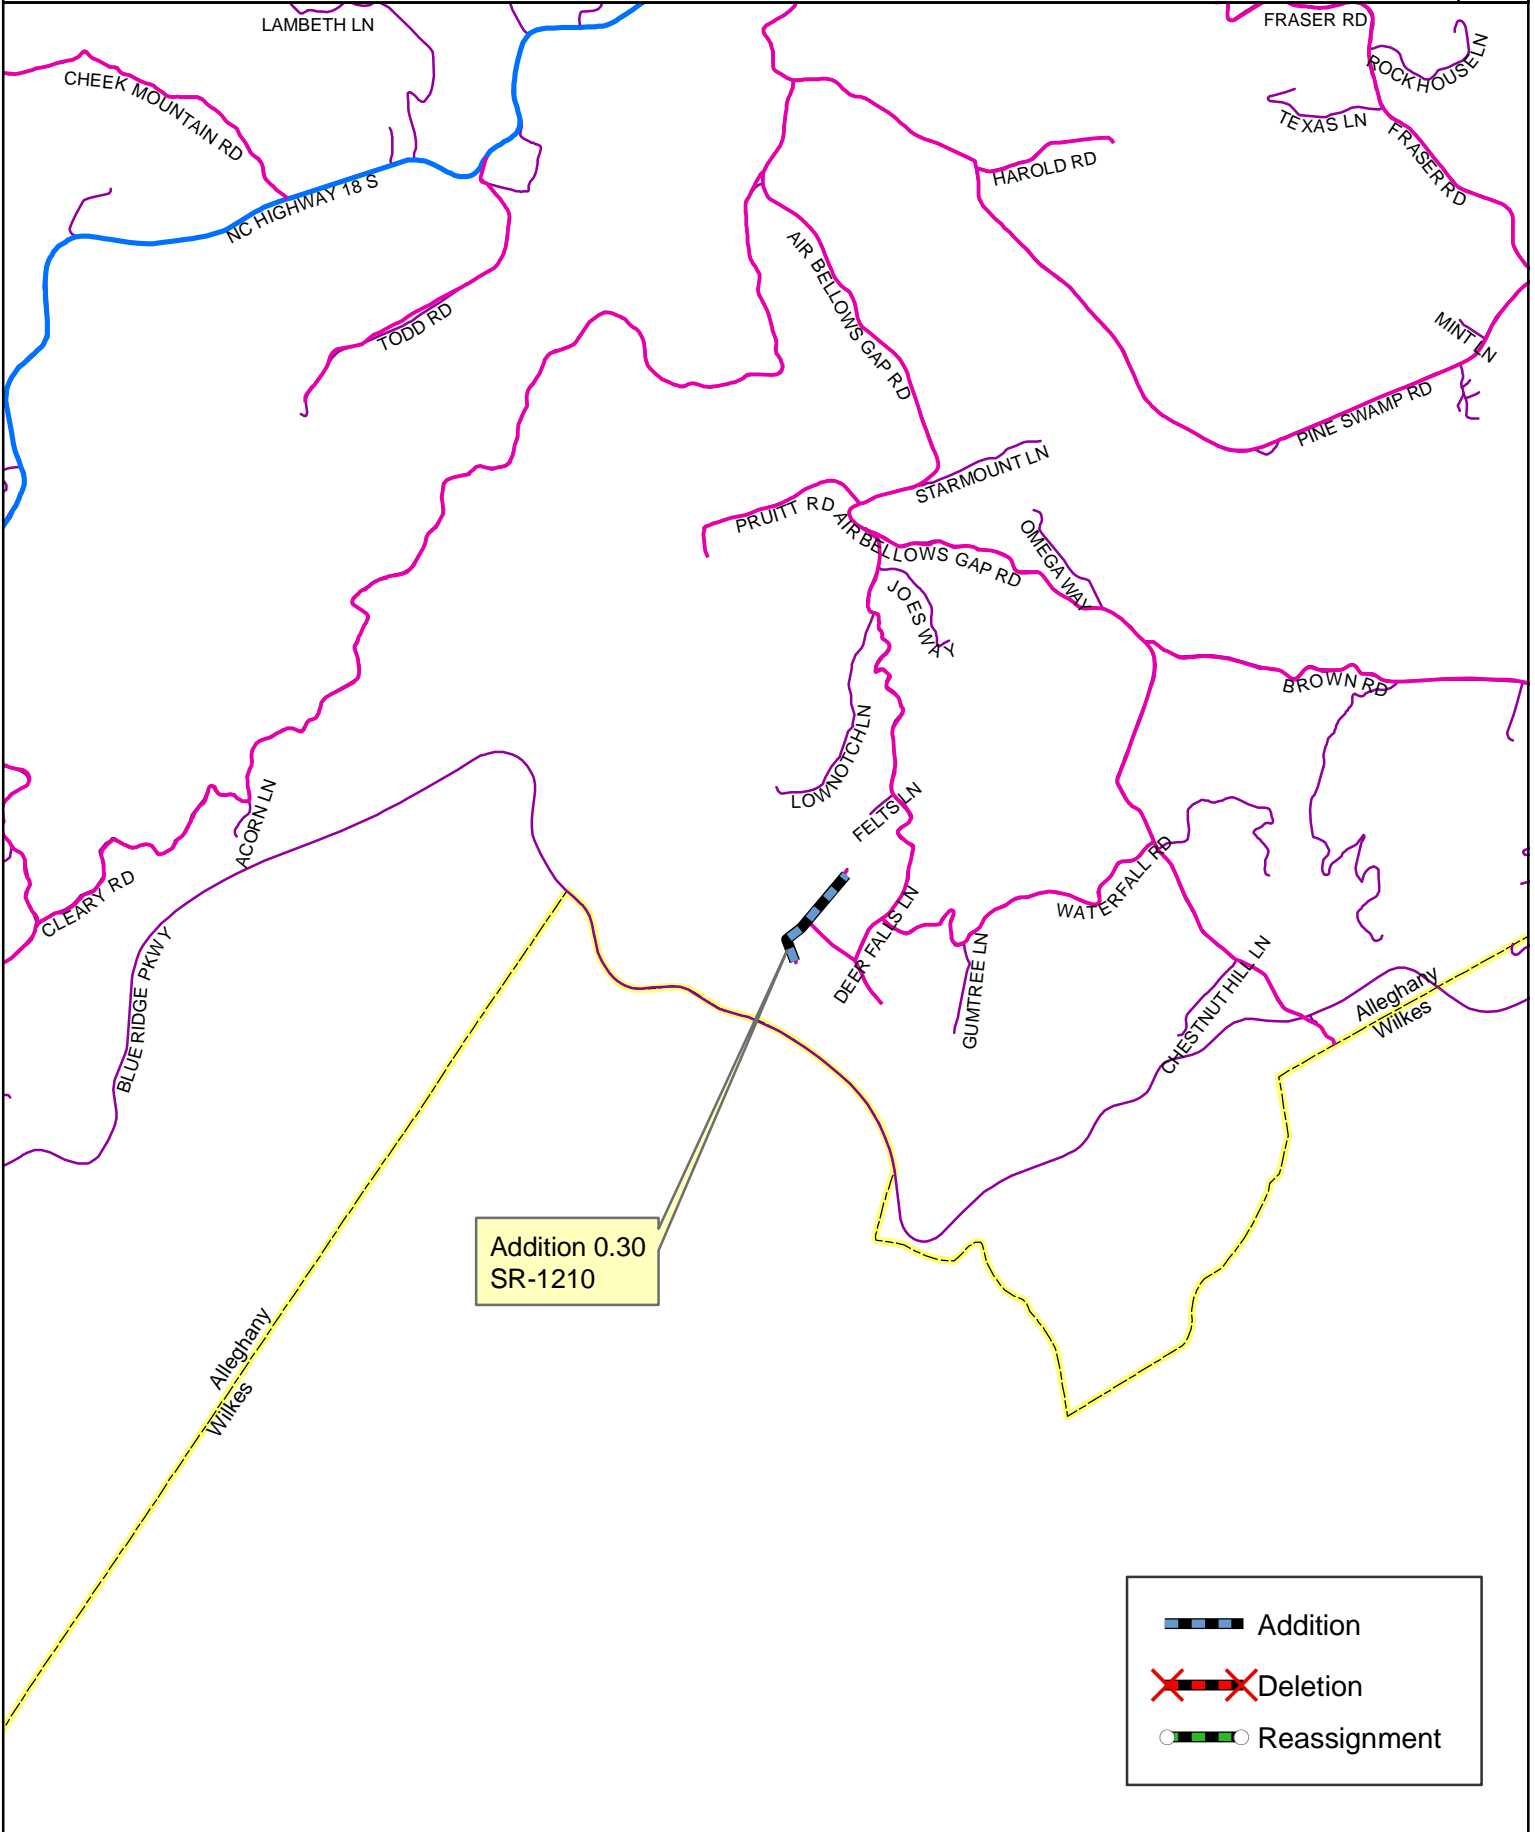 LAMBETH LN
FRASER RD
ROCK HOUSE LN
CHEEK MOUNTAIN RD
TEXAS LN
FRASER RD
HAROLD RD
NC HIGHWAY 18 S
AIR BELLOWS GAP RD
TODD RD
MINT LN
PINE SWAMP RD
STARMOUNT LN
PRUITT RD
AIR BELLOWS GAP RD
OMEGA WAY
JOES WAY
BROWN RD
LOWNOTCH LN
FELTS LN
ACORN LN
WATERFALL RD
CLEARY RD
DEER FALLS LN
GUMTREE LN
CHESTNUT HILL LN
BLUE RIDGE PKWY
Alleghany
Wilkes
Addition 0.30
SR-1210
Alleghany
Wilkes
Addition
Deletion
Reassignment